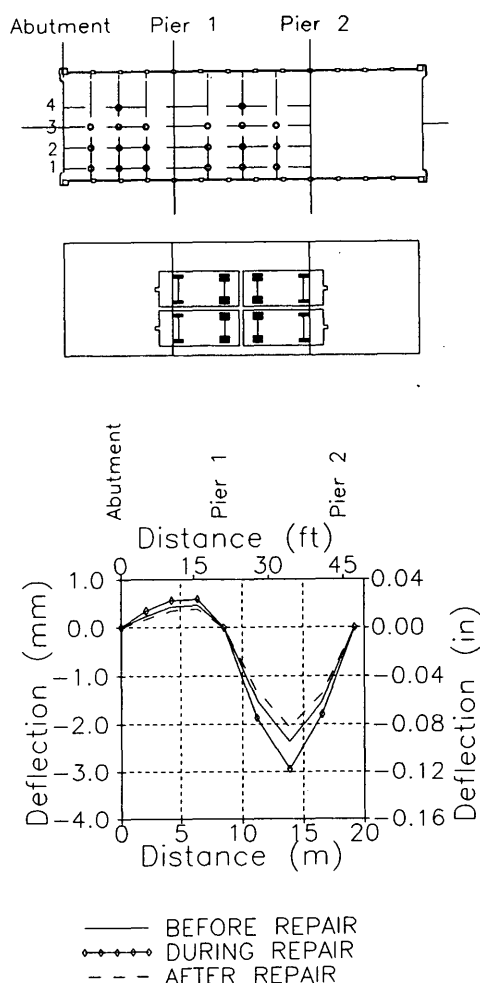 Abutment Pier 1 Pier 2
4
3
2
1
Abutment
Pier 1
Pier 2
Distance (ft)
0 15 30 45
1.0 0.04
0.0 0.00
-1.0 -0.04
-2.0 -0.08
-3.0 -0.12
-4.0 -0.16
Deflection (mm)
Deflection (in)
0 5 10 15 20
Distance (m)
BEFORE REPAIR
DURING REPAIR
AFTER REPAIR